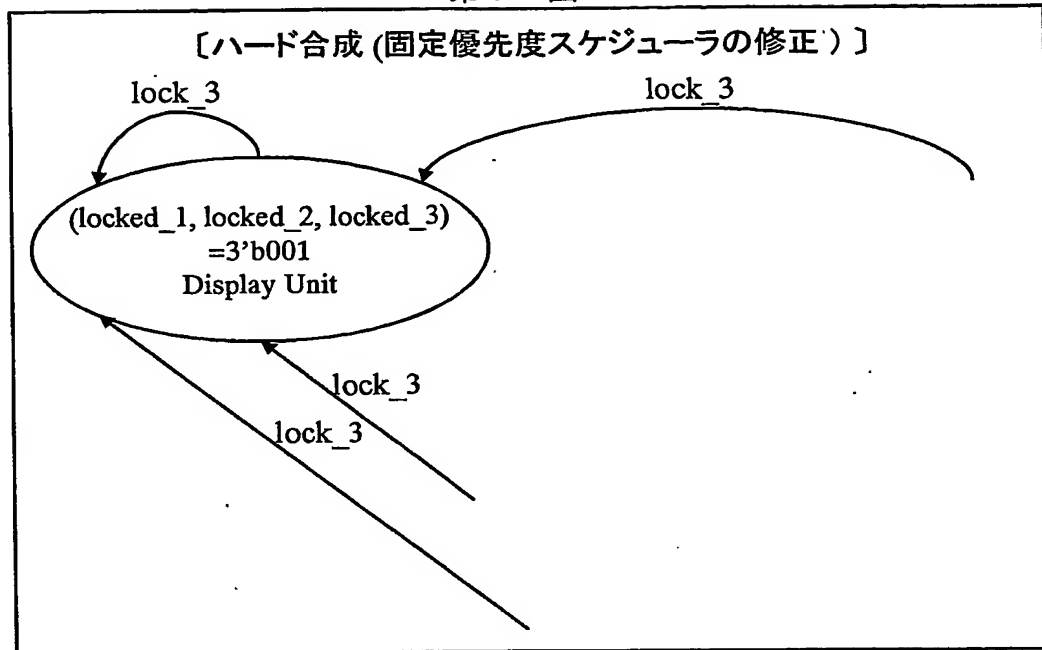 〔ハード合成 (固定優先度スケジューラの修正 ) 〕
lock_3
lock_3
(locked_1, locked_2, locked_3)
=3'b001
Display Unit
lock_3
lock_3